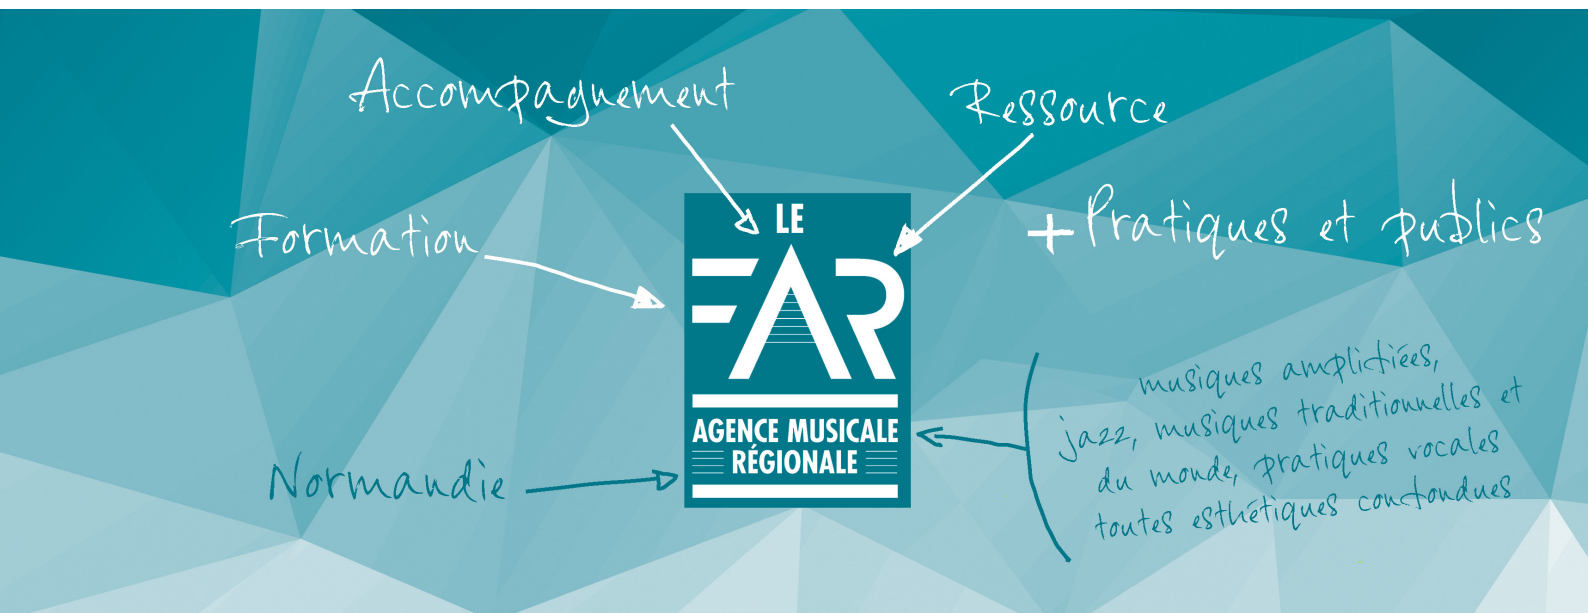 Accompagnement
Ressource
Formation
+ Pratiques et publics
LE
FAR
AGENCE MUSICALE
RÉGIONALE
Normandie
musiques amplifiées,
jazz, musiques traditionnelles et
du monde, pratiques vocales
toutes esthétiques confondues